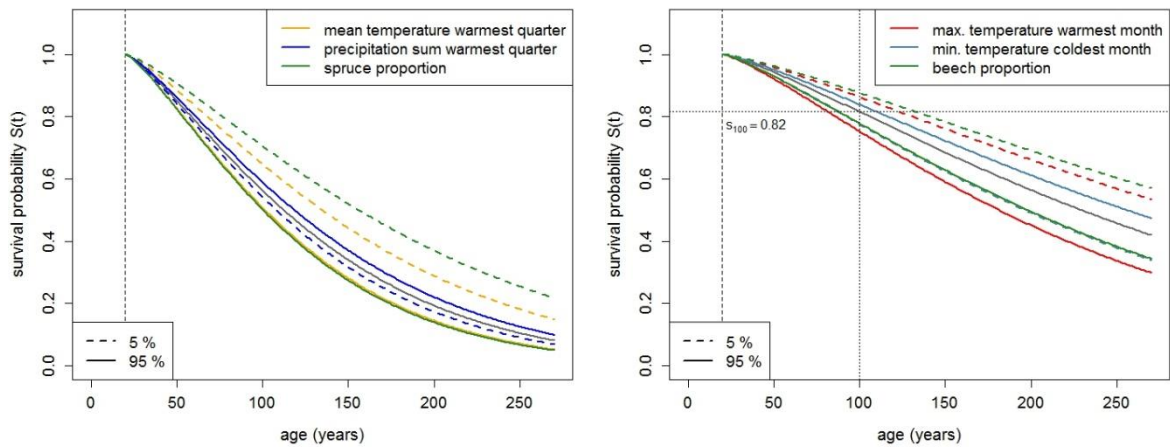 mean temperature warmest quarter
precipitation sum warmest quarter
spruce proportion
survival probability S(t)
1.0
0.8
0.6
0.4
0.2
0.0
5 %
95 %
0 50 100 150 200 250
age (years)
max. temperature warmest month
min. temperature coldest month
beech proportion
survival probability S(t)
1.0
0.8
0.6
0.4
0.2
0.0
S100 = 0.82
5 %
95 %
0 50 100 150 200 250
age (years)